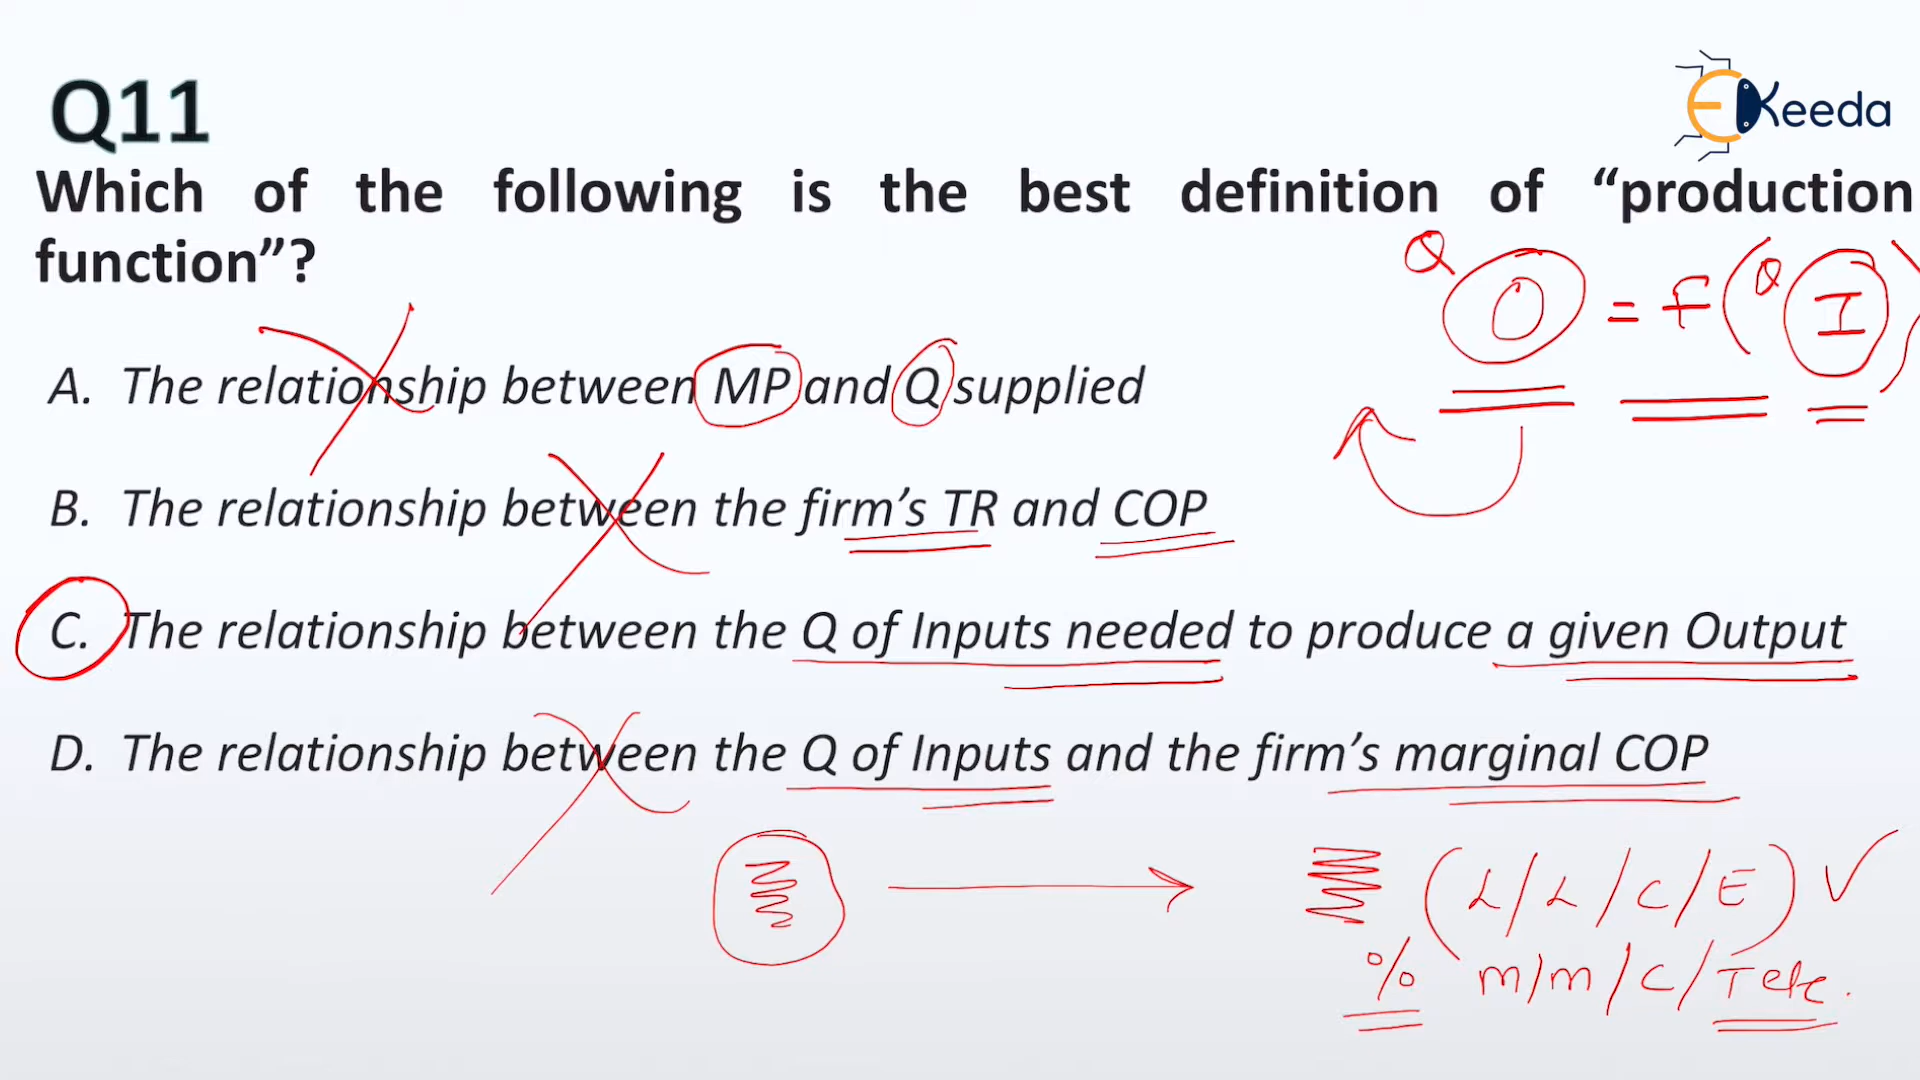 Q11
EKeeda
Which of the following is the best definition of “production
function”?
Q O = f(Q I)
A. The relationship between MP and Q supplied
B. The relationship between the firm’s TR and COP
C. The relationship between the Q of Inputs needed to produce a given Output
D. The relationship between the Q of Inputs and the firm’s marginal COP
(L/L/C/E)
% m/m/C/